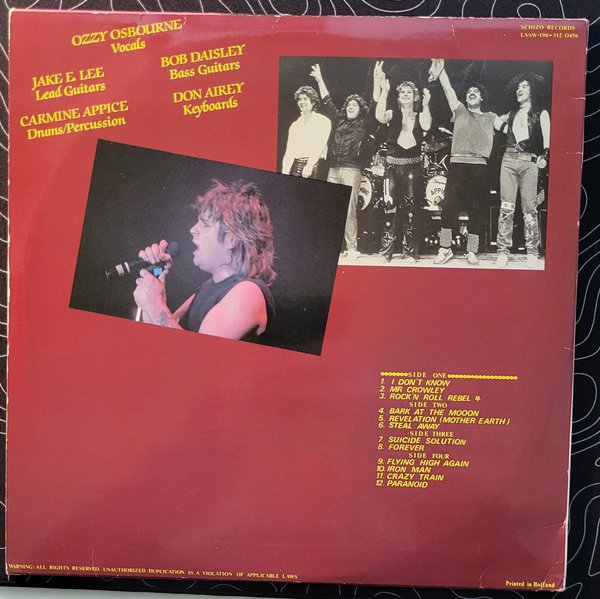 OZZY OSBOURNE
Vocals
JAKE E. LEE
Lead Guitars
CARMINE APPICE
Drums/Percussion
BOB DAISLEY
Bass Guitars
DON AIREY
Keyboards
SCHIZO RECORDS
LSSW-198-312 O456
SIDE ONE
1. I DON'T KNOW
2. MR CROWLEY
3. ROCK'N ROLL REBEL ☆
SIDE TWO
4. BARK AT THE MOOON
5. REVELATION (MOTHER EARTH)
6. STEAL AWAY
SIDE THREE
7. SUICIDE SOLUTION
8. FOREVER
SIDE FOUR
9. FLYING HIGH AGAIN
10. IRON MAN
11. CRAZY TRAIN
12. PARANOID
WARNING: ALL RIGHTS RESERVED. UNAUTHORIZED DUPLICATION IS A VIOLATION OF APPLICABLE LAWS
Printed in Holland